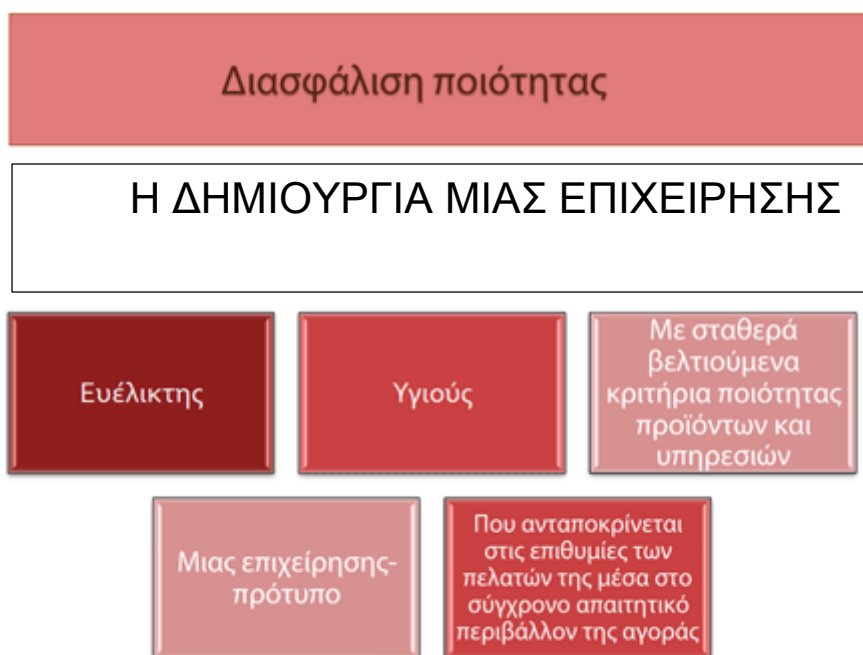 Διασφάλιση ποιότητας
Η ΔΗΜΙΟΥΡΓΙΑ ΜΙΑΣ ΕΠΙΧΕΙΡΗΣΗΣ
Ευέλικτης
Υγιούς
Με σταθερά
βελτιούμενα
κριτήρια ποιότητας
προϊόντων και
υπηρεσιών
Μιας επιχείρησης-
πρότυπο
Που ανταποκρίνεται
στις επιθυμίες των
πελατών της μέσα στο
σύγχρονο απαιτητικό
περιβάλλον της αγοράς